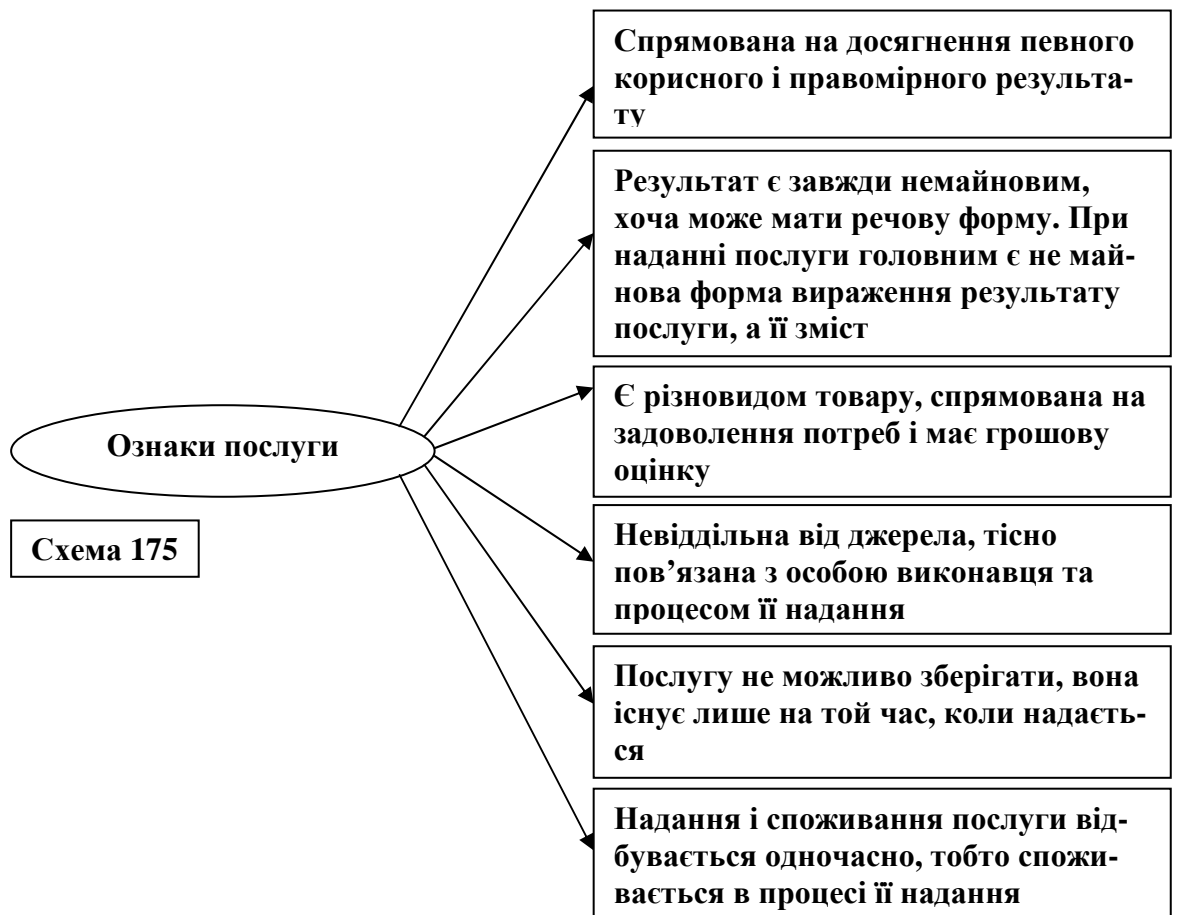 Спрямована на досягнення певного
корисного і правомірного результа-
ту
Результат є завжди немайновим,
хоча може мати речову форму. При
наданні послуги головним є не май-
нова форма вираження результату
послуги, а її зміст
Є різновидом товару, спрямована на
задоволення потреб і має грошову
оцінку
Ознаки послуги
Схема 175
Невіддільна від джерела, тісно
пов’язана з особою виконавця та
процесом її надання
Послугу не можливо зберігати, вона
існує лише на той час, коли надаєть-
ся
Надання і споживання послуги від-
бувається одночасно, тобто спожи-
вається в процесі її надання